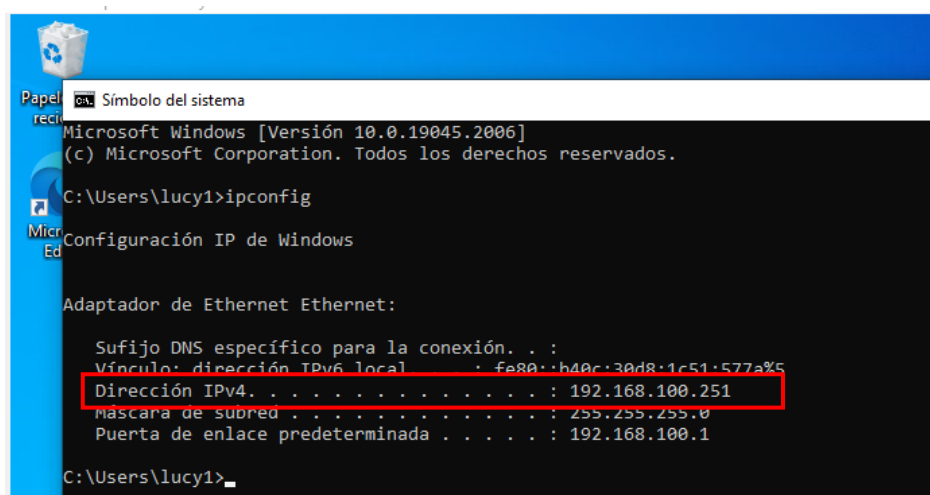 Papel
reci
Símbolo del sistema
Microsoft Windows [Versión 10.0.19045.2006]
(c) Microsoft Corporation. Todos los derechos reservados.
C:\Users\lucy1>ipconfig
Micr
Ed
Configuración IP de Windows
Adaptador de Ethernet Ethernet:
Sufijo DNS específico para la conexión. . :
Vínculo: dirección IPv6 local. . . : fe80::b40c:30d8:1c51:577a%5
Dirección IPv4. . . . . . . . . . . . . . : 192.168.100.251
Máscara de subred . . . . . . . . . . . . : 255.255.255.0
Puerta de enlace predeterminada . . . . . : 192.168.100.1
C:\Users\lucy1>